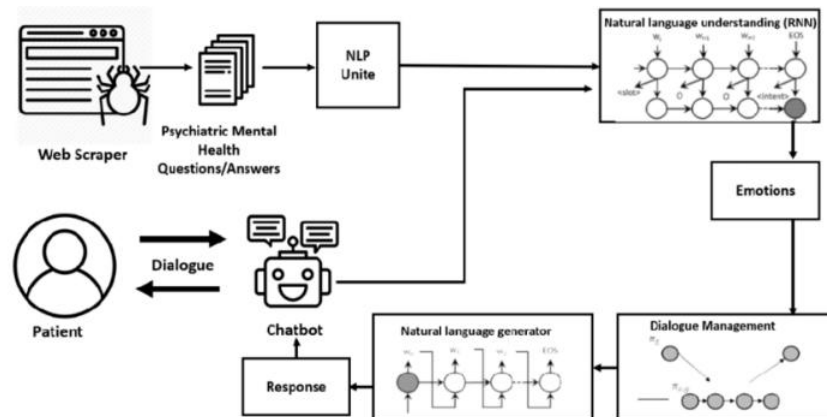 Natural language understanding (RNN)
EOS
<slot>
O
O
<intent>
NLP
Unite
Web Scraper
Psychiatric Mental
Health
Questions/Answers
Emotions
Dialogue
Patient
Chatbot
Response
Natural language generator
EOS
Dialogue Management